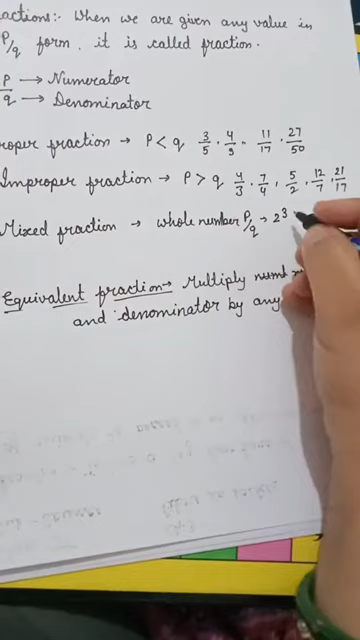 actions:- When we are given any value in
P/q form, it is called fraction.
P → Numerator
q → Denominator
roper fraction → P < q 3/5, 4/9, 11/17, 27/50
Improper fraction → P > q 4/3, 7/4, 5/2, 12/7, 21/17
Mixed fraction → whole number P/q → 2 3
Equivalent fraction → Multiply
and denominator by any